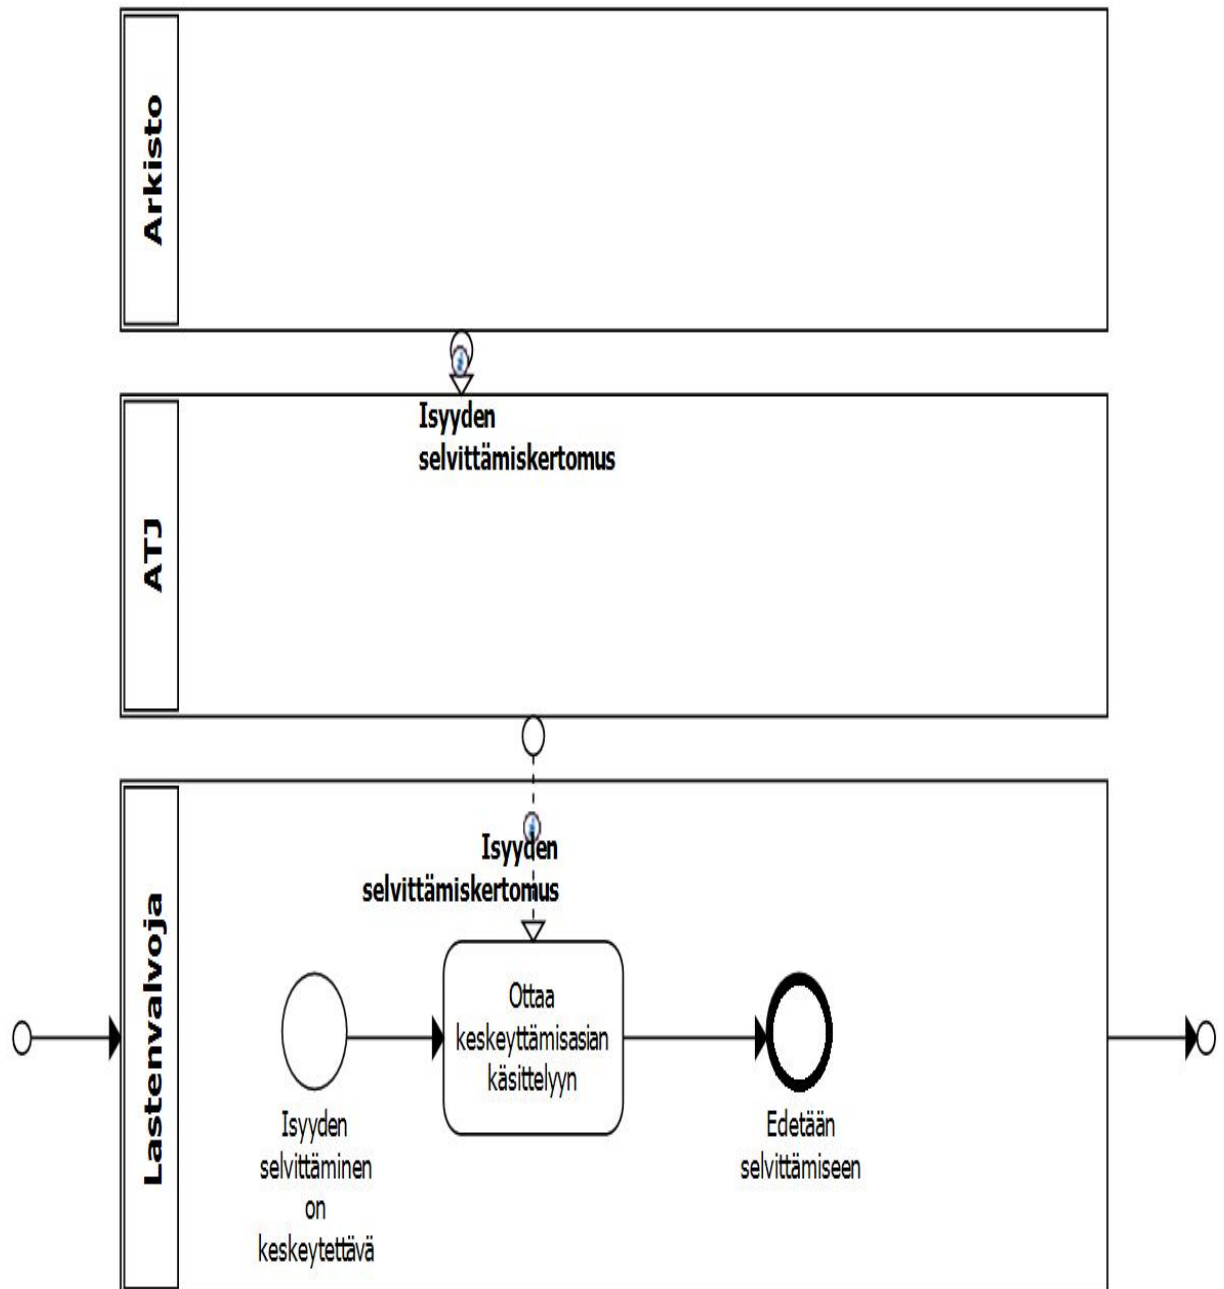 Arkisto
Isyyden
selvittämiskertomus
ATJ
Isyyden
selvittämiskertomus
Lastenvalvoja
Ottaa
keskeyttämisasian
käsittelyyn
Isyyden
selvittäminen
on
keskeytettävä
Edetään
selvittämiseen